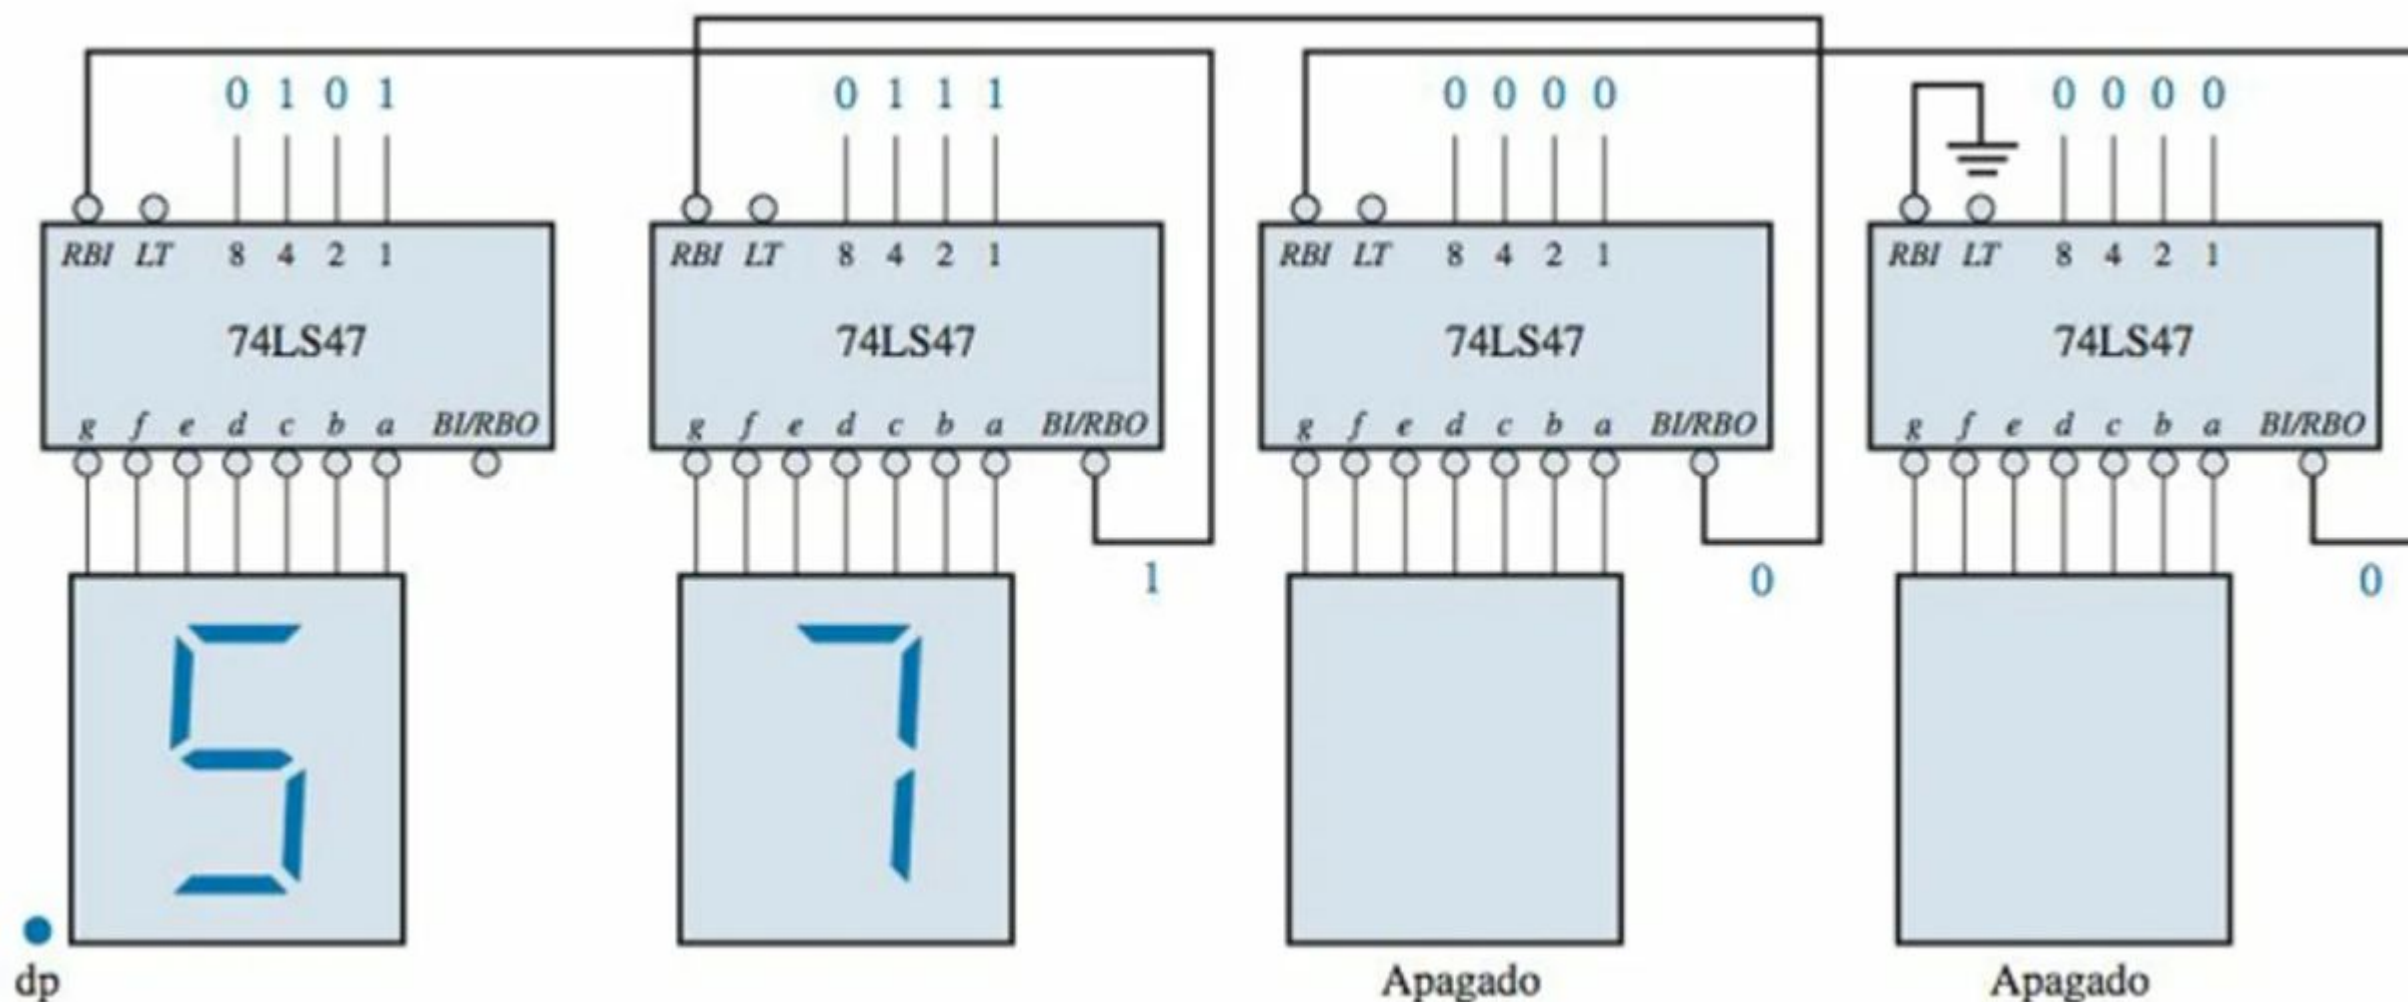 0 1 0 1 0 1 1 1 0 0 0 0 0 0 0 0
RBI LT 8 4 2 1 RBI LT 8 4 2 1 RBI LT 8 4 2 1 RBI LT 8 4 2 1
74LS47 74LS47 74LS47 74LS47
g f e d c b a BI/RBO g f e d c b a BI/RBO g f e d c b a BI/RBO g f e d c b a BI/RBO
1 0 0
5 7
dp Apagado Apagado